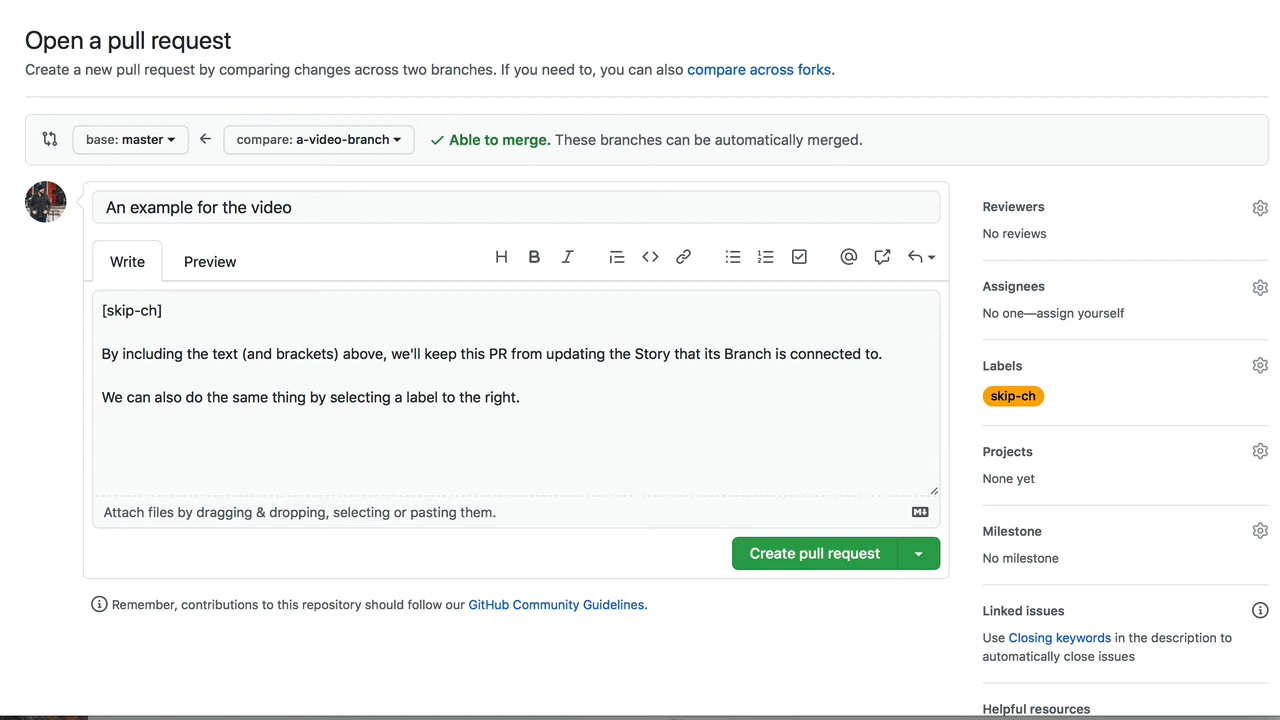 Open a pull request
Create a new pull request by comparing changes across two branches. If you need to, you can also compare across forks.
base: master
compare: a-video-branch
Able to merge. These branches can be automatically merged.
An example for the video
Write
Preview
[skip-ch]
By including the text (and brackets) above, we'll keep this PR from updating the Story that its Branch is connected to.
We can also do the same thing by selecting a label to the right.
Attach files by dragging & dropping, selecting or pasting them.
Create pull request
Remember, contributions to this repository should follow our GitHub Community Guidelines.
Reviewers
No reviews
Assignees
No one—assign yourself
Labels
skip-ch
Projects
None yet
Milestone
No milestone
Linked issues
Use Closing keywords in the description to
automatically close issues
Helpful resources